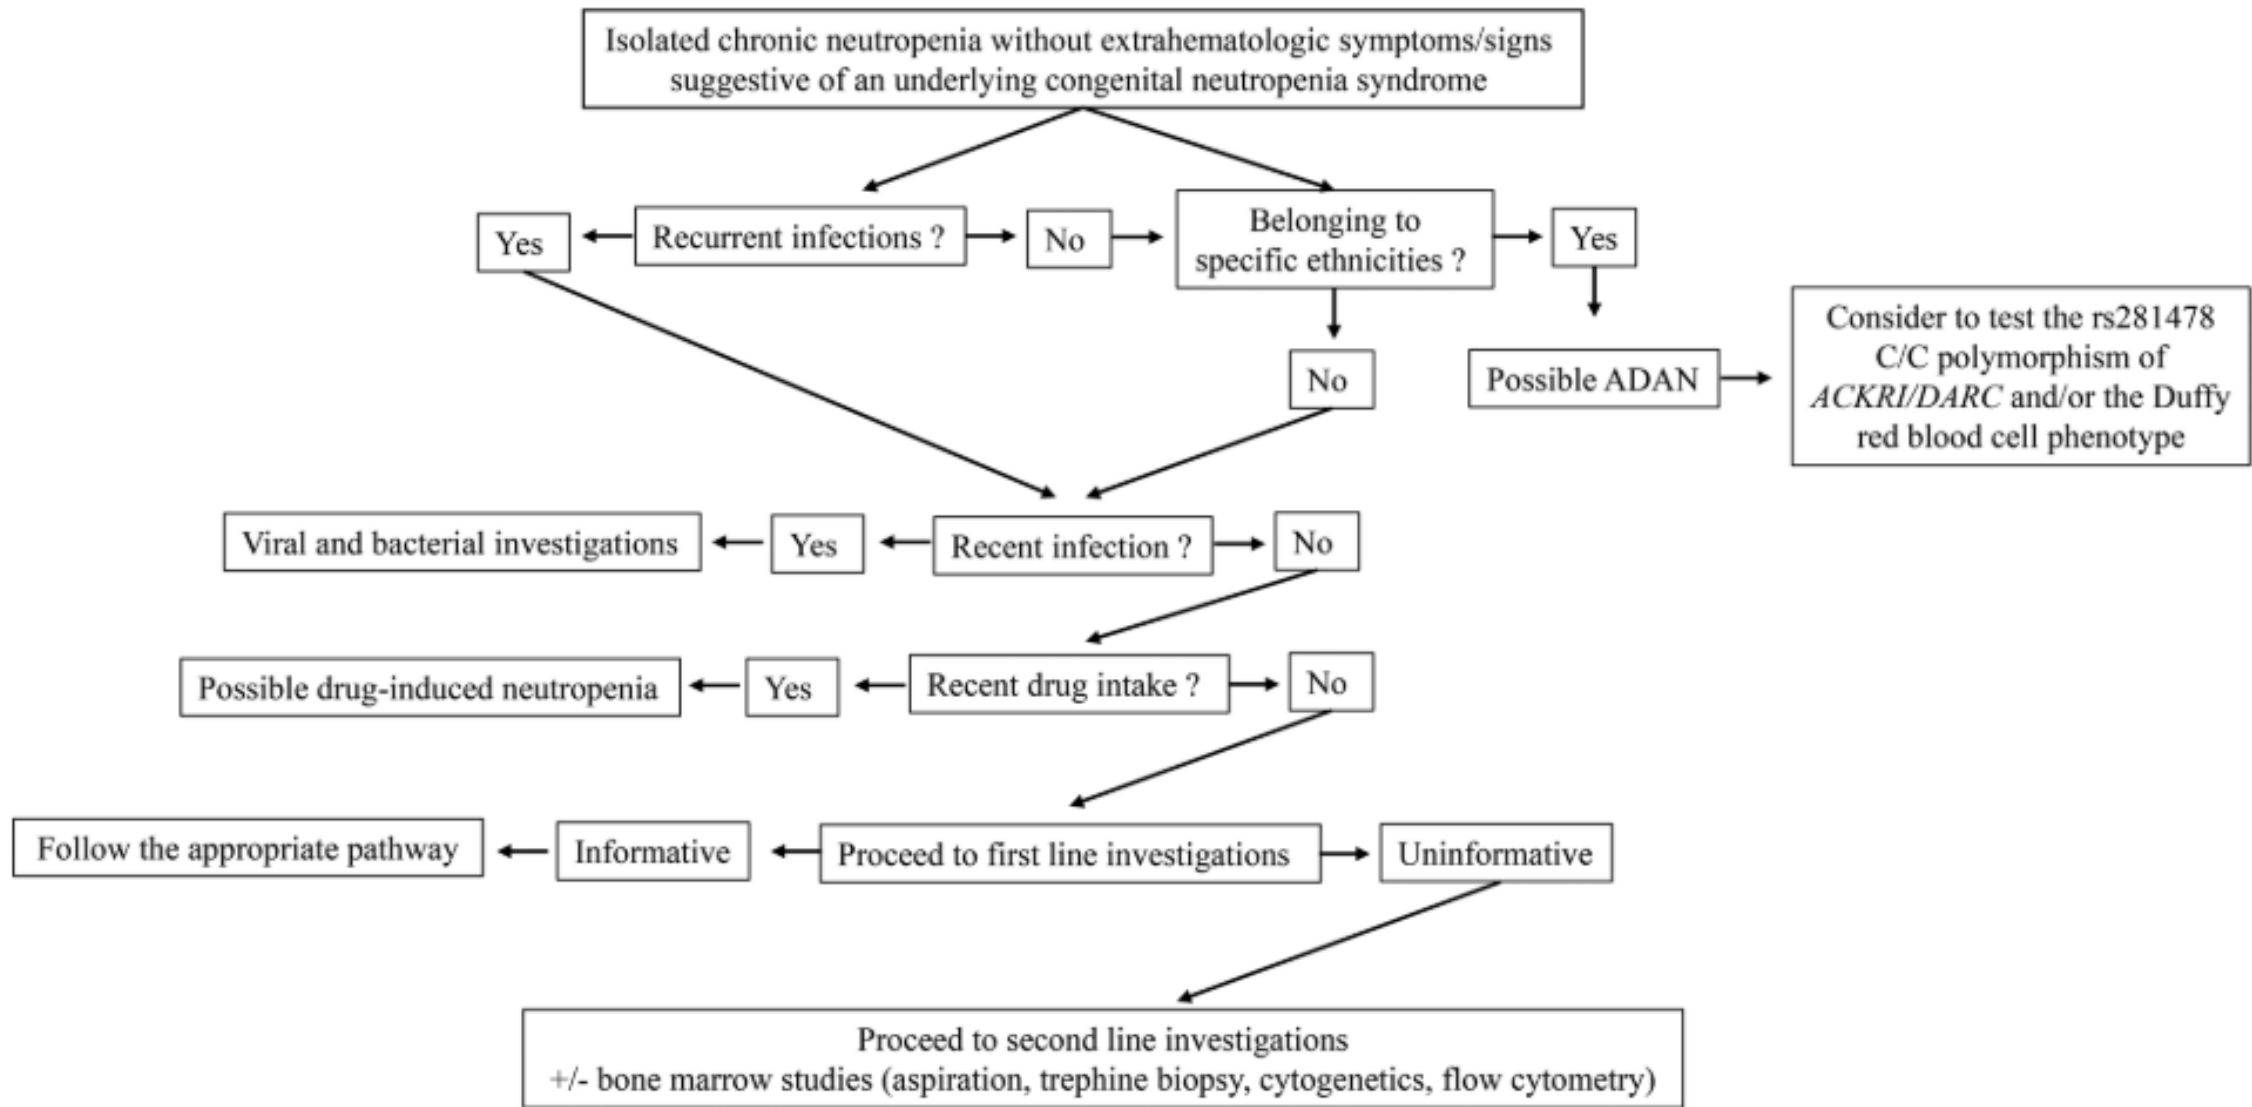 Isolated chronic neutropenia without extrahematologic symptoms/signs
suggestive of an underlying congenital neutropenia syndrome
Yes
Recurrent infections ?
No
Belonging to
specific ethnicities ?
Yes
No
Possible ADAN
Consider to test the rs281478
C/C polymorphism of
ACKRI/DARC and/or the Duffy
red blood cell phenotype
Viral and bacterial investigations
Yes
Recent infection ?
No
Possible drug-induced neutropenia
Yes
Recent drug intake ?
No
Follow the appropriate pathway
Informative
Proceed to first line investigations
Uninformative
Proceed to second line investigations
+/- bone marrow studies (aspiration, trephine biopsy, cytogenetics, flow cytometry)